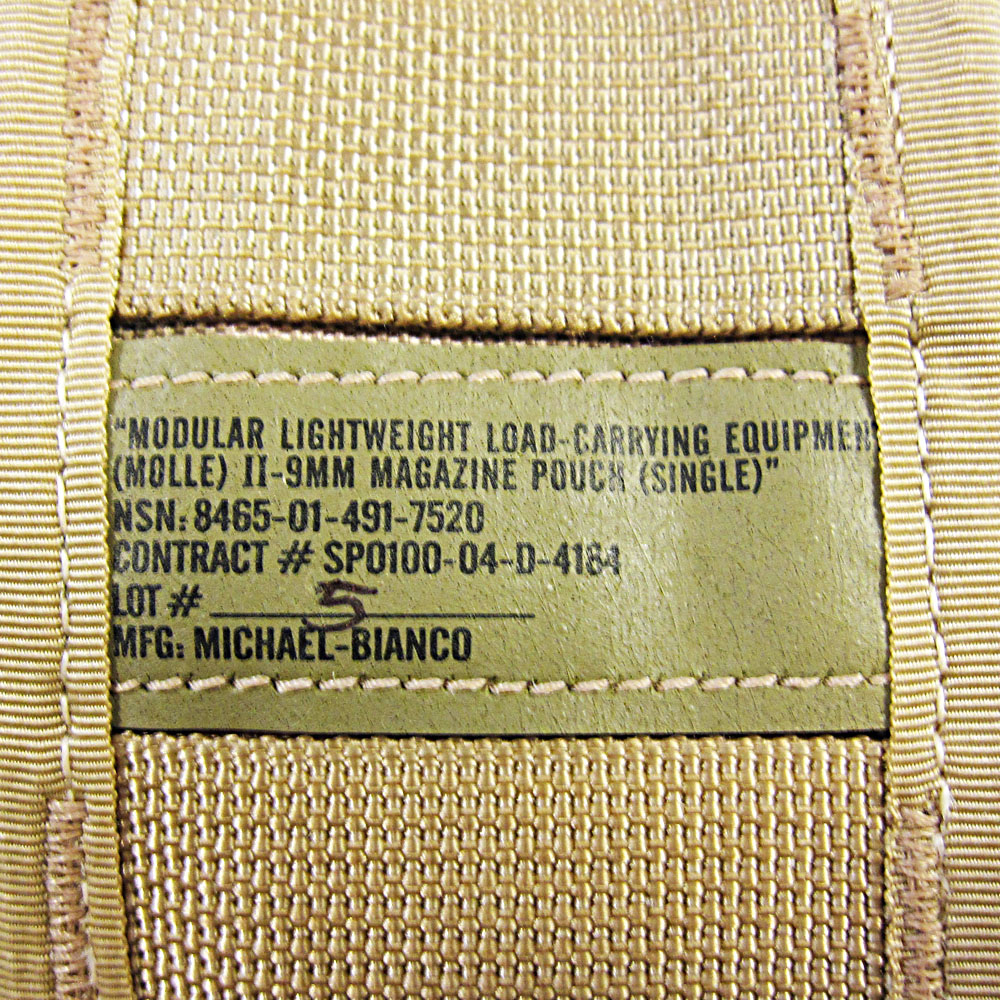 "MODULAR LIGHTWEIGHT LOAD-CARRYING EQUIPMEN
(MOLLE) II-9MM MAGAZINE POUCH (SINGLE)"
NSN: 8465-01-491-7520
CONTRACT # SPO100-04-D-4184
LOT # 5
MFG: MICHAEL-BIANCO